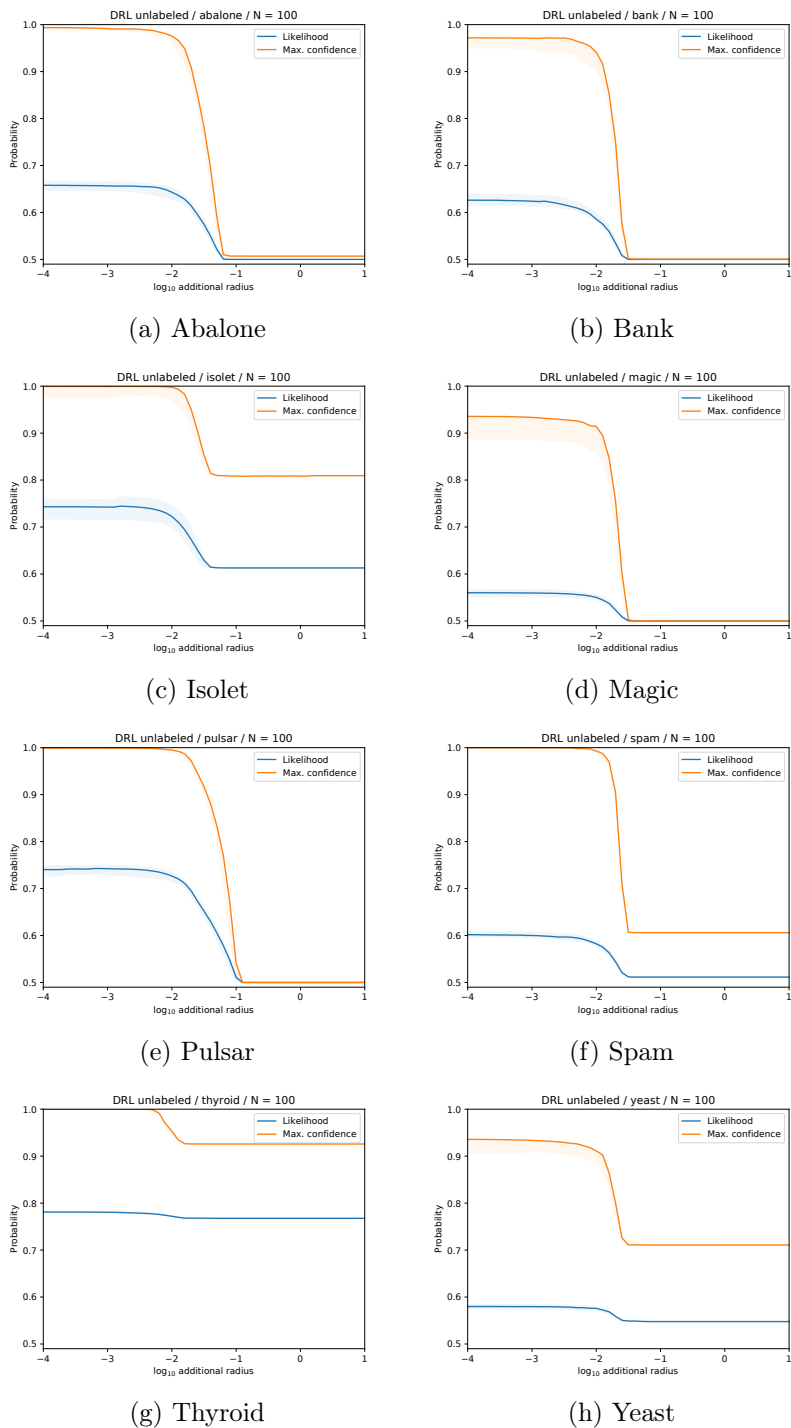 DRL unlabeled / abalone / N = 100
Likelihood
Max. confidence
Probability
1.0
0.9
0.8
0.7
0.6
0.5
−4 −3 −2 −1 0 1
log10 additional radius
(a) Abalone
DRL unlabeled / bank / N = 100
Likelihood
Max. confidence
Probability
1.0
0.9
0.8
0.7
0.6
0.5
−4 −3 −2 −1 0 1
log10 additional radius
(b) Bank
DRL unlabeled / isolet / N = 100
Likelihood
Max. confidence
Probability
1.0
0.9
0.8
0.7
0.6
0.5
−4 −3 −2 −1 0 1
log10 additional radius
(c) Isolet
DRL unlabeled / magic / N = 100
Likelihood
Max. confidence
Probability
1.0
0.9
0.8
0.7
0.6
0.5
−4 −3 −2 −1 0 1
log10 additional radius
(d) Magic
DRL unlabeled / pulsar / N = 100
Likelihood
Max. confidence
Probability
1.0
0.9
0.8
0.7
0.6
0.5
−4 −3 −2 −1 0 1
log10 additional radius
(e) Pulsar
DRL unlabeled / spam / N = 100
Likelihood
Max. confidence
Probability
1.0
0.9
0.8
0.7
0.6
0.5
−4 −3 −2 −1 0 1
log10 additional radius
(f) Spam
DRL unlabeled / thyroid / N = 100
Likelihood
Max. confidence
Probability
1.0
0.9
0.8
0.7
0.6
0.5
−4 −3 −2 −1 0 1
log10 additional radius
(g) Thyroid
DRL unlabeled / yeast / N = 100
Likelihood
Max. confidence
Probability
1.0
0.9
0.8
0.7
0.6
0.5
−4 −3 −2 −1 0 1
log10 additional radius
(h) Yeast